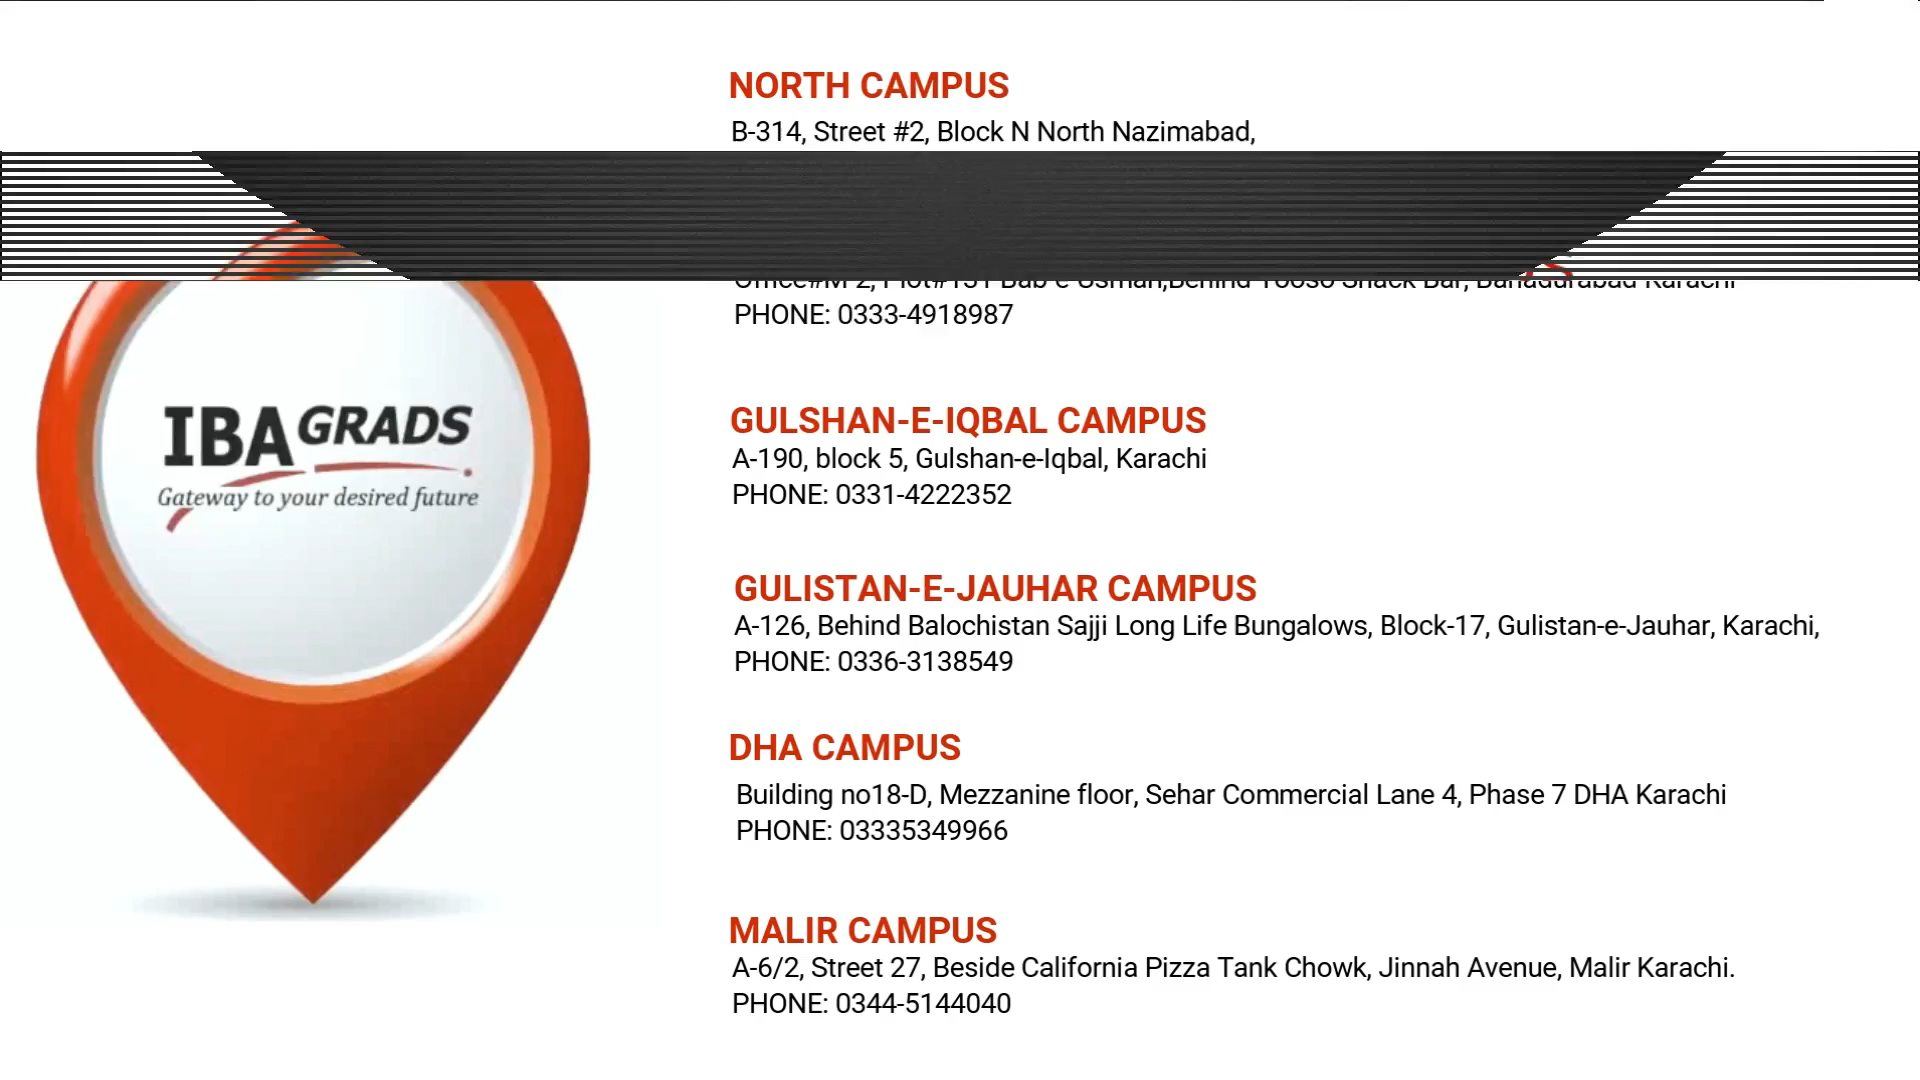 NORTH CAMPUS
B-314, Street #2, Block N North Nazimabad,
Karachi
PHONE: 0333-4918987
IBA GRADS
Gateway to your desired future
GULSHAN-E-IQBAL CAMPUS
A-190, block 5, Gulshan-e-Iqbal, Karachi
PHONE: 0331-4222352
GULISTAN-E-JAUHAR CAMPUS
A-126, Behind Balochistan Sajji Long Life Bungalows, Block-17, Gulistan-e-Jauhar, Karachi,
PHONE: 0336-3138549
DHA CAMPUS
Building no18-D, Mezzanine floor, Sehar Commercial Lane 4, Phase 7 DHA Karachi
PHONE: 03335349966
MALIR CAMPUS
A-6/2, Street 27, Beside California Pizza Tank Chowk, Jinnah Avenue, Malir Karachi.
PHONE: 0344-5144040